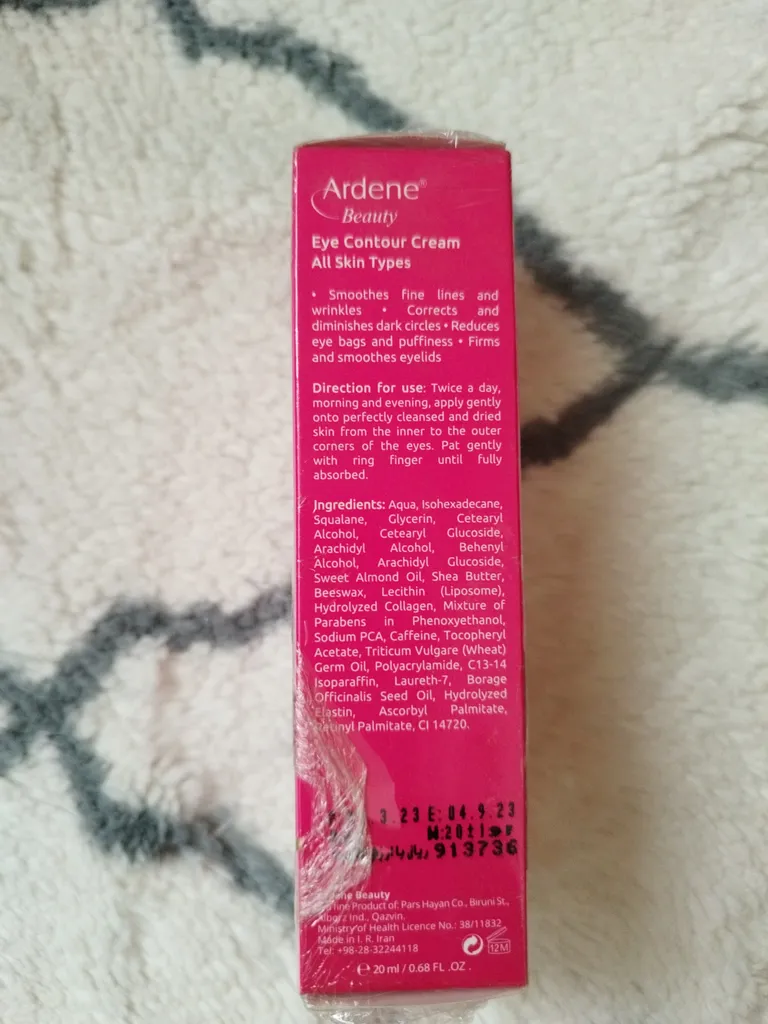 Ardene®
Beauty
Eye Contour Cream
All Skin Types
• Smoothes fine lines and
wrinkles • Corrects and
diminishes dark circles • Reduces
eye bags and puffiness • Firms
and smoothes eyelids
Direction for use: Twice a day,
morning and evening, apply gently
onto perfectly cleansed and dried
skin from the inner to the outer
corners of the eyes. Pat gently
with ring finger until fully
absorbed.
Ingredients: Aqua, Isohexadecane,
Squalane, Glycerin, Cetearyl
Alcohol, Cetearyl Glucoside,
Arachidyl Alcohol, Behenyl
Alcohol, Arachidyl Glucoside,
Sweet Almond Oil, Shea Butter,
Beeswax, Lecithin (Liposome),
Hydrolyzed Collagen, Mixture of
Parabens in Phenoxyethanol,
Sodium PCA, Caffeine, Tocopheryl
Acetate, Triticum Vulgare (Wheat)
Germ Oil, Polyacrylamide, C13-14
Isoparaffin, Laureth-7, Borage
Officinalis Seed Oil, Hydrolyzed
Elastin, Ascorbyl Palmitate,
Retinyl Palmitate, CI 14720.
3.23 E:04.9.23
913736
Beauty
fine Product of: Pars Hayan Co., Biruni St.,
Alborz Ind., Qazvin.
Ministry of Health Licence No.: 38/11832
Made in I. R. Iran
Tel: +98-28-32244118
12M
℮ 20 ml / 0.68 FL .OZ .